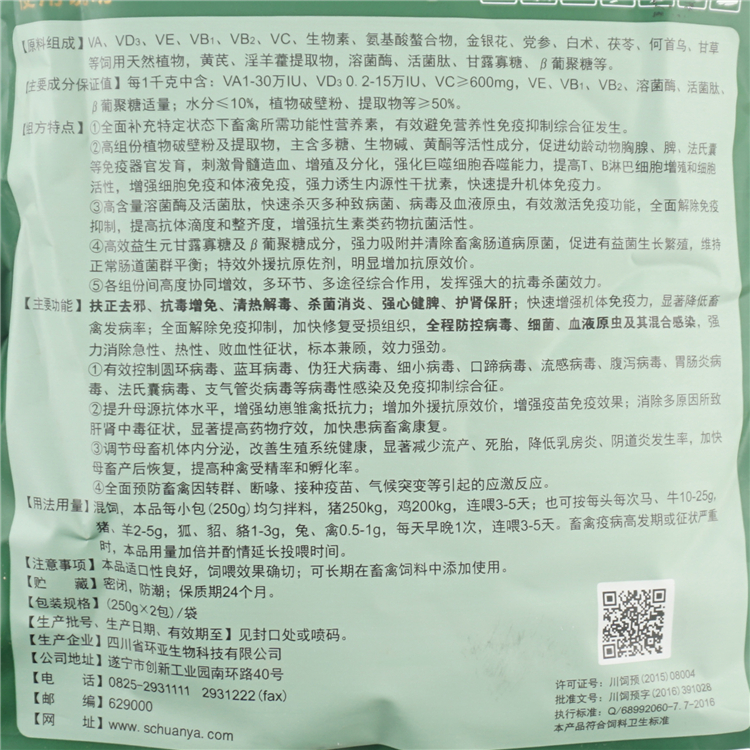 【原料组成】VA、VD₃、VE、VB₁、VB₂、VC、生物素、氨基酸螯合物，金银花、党参、白术、茯苓、何首乌、甘草
等饲用天然植物，黄芪、淫羊藿提取物，溶菌酶、活菌肽、甘露寡糖、β葡聚糖等。
【主要成分保证值】每1千克中含：VA1-30万IU、VD₃ 0.2-15万IU、VC≥600mg，VE、VB₁、VB₂、溶菌酶、活菌肽、
β葡聚糖适量；水分≤10%，植物破壁粉、提取物等≥50%。
【组方特点】①全面补充特定状态下畜禽所需功能性营养素，有效避免营养性免疫抑制综合征发生。
②高组份植物破壁粉及提取物，主含多糖、生物碱、黄酮等活性成分，促进幼龄动物胸腺、脾、法氏囊
等免疫器官发育，刺激骨髓造血、增殖及分化，强化巨噬细胞吞噬能力，提高T、B淋巴细胞增殖和细胞
活性，增强细胞免疫和体液免疫，强力诱生内源性干扰素，快速提升机体免疫力。
③高含量溶菌酶及活菌肽，快速杀灭多种致病菌、病毒及血液原虫，有效激活免疫功能，全面解除免疫
抑制，提高抗体滴度和整齐度，增强抗生素类药物抗菌活性。
④高效益生元甘露寡糖及β葡聚糖成分，强力吸附并清除畜禽肠道病原菌，促进有益菌生长繁殖，维持
正常肠道菌群平衡；特效外援抗原佐剂，明显增加抗原效价。
⑤各组份间高度协同增效，多环节、多途径综合作用，发挥强大的抗毒杀菌效力。
【主要功能】扶正去邪、抗毒增免、清热解毒、杀菌消炎、强心健脾、护肾保肝；快速增强机体免疫力，显著降低畜
禽发病率；全面解除免疫抑制，加快修复受损组织，全程防控病毒、细菌、血液原虫及其混合感染，强
力消除急性、热性、败血性症状，标本兼顾，效力强劲。
①有效控制圆环病毒、蓝耳病毒、伪狂犬病毒、细小病毒、口蹄病毒、流感病毒、腹泻病毒、胃肠炎病
毒、法氏囊病毒、支气管炎病毒等病毒性感染及免疫抑制综合征。
②提升母源抗体水平，增强幼崽雏禽抵抗力；增加外援抗原效价，增强疫苗免疫效果；消除多原因所致
肝肾中毒症状，显著提高药物疗效，加快患病畜禽康复。
③调节母畜机体内分泌，改善生殖系统健康，显著减少流产、死胎，降低乳房炎、阴道炎发生率，加快
母畜产后恢复，提高种禽受精率和孵化率。
④全面预防畜禽因转群、断喙、接种疫苗、气候突变等引起的应激反应。
【用法用量】混饲，本品每小包(250g)均匀拌料，猪250kg，鸡200kg，连喂3-5天；也可按每头每次马、牛10-25g，
猪、羊2-5g，狐、貂、貉1-3g，兔、禽0.5-1g，每天早晚1次，连喂3-5天。畜禽疫病高发期或症状严重
时，本品用量加倍并酌情延长投喂时间。
【注意事项】本品适口性良好，饲喂效果确切；可长期在畜禽饲料中添加使用。
【贮 藏】密闭，防潮；保质期24个月。
【包装规格】(250g×2包)/袋
【生产批号、生产日期、有效期至】见封口处或喷码。
【生产企业】四川省环亚生物科技有限公司
【公司地址】遂宁市创新工业园南环路40号
【电 话】0825-2931111 2931222(fax)
【邮 编】629000
【网 址】www.schuanya.com
许可证号：川饲预(2015)08004
批准文号：川饲预字(2016)391028
执行标准：Q/68992060-7.7-2016
本产品符合饲料卫生标准